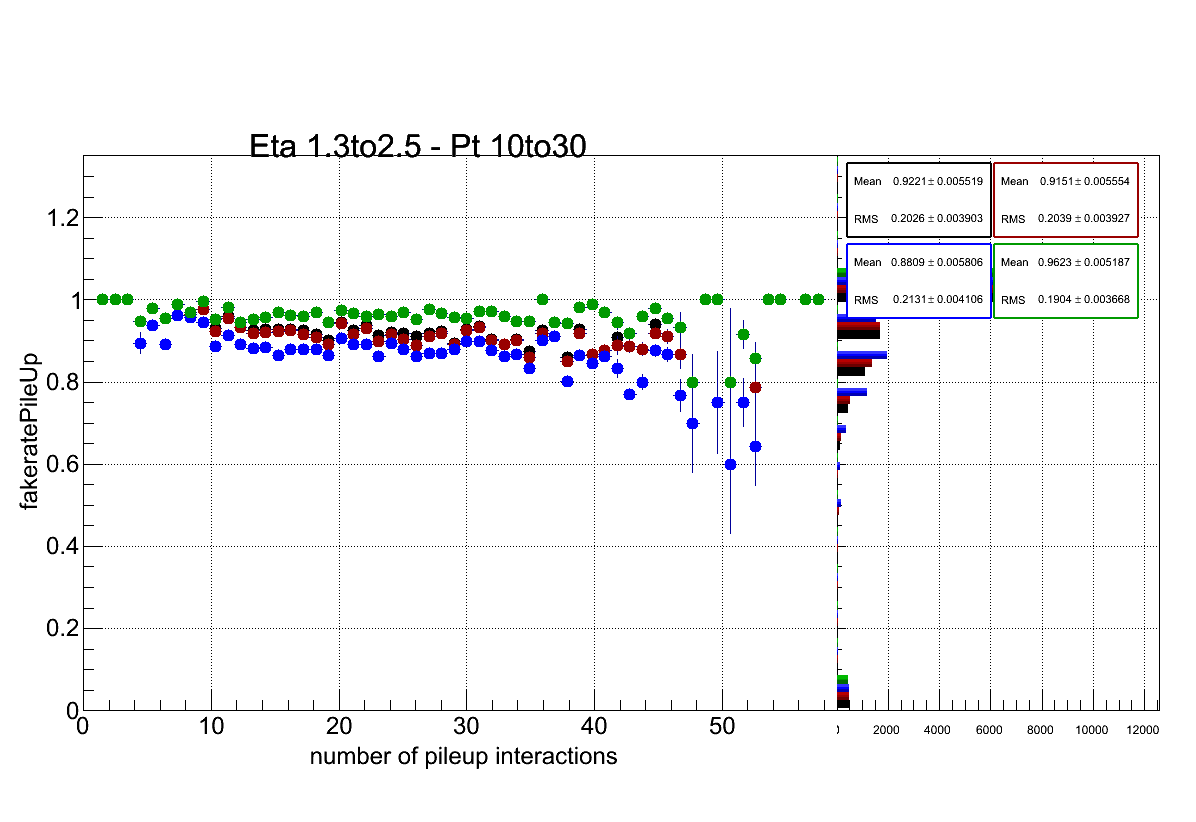 Eta 1.3to2.5 - Pt 10to30
Mean 0.9221 ± 0.005519
RMS 0.2026 ± 0.003903
Mean 0.9151 ± 0.005554
RMS 0.2039 ± 0.003927
Mean 0.8809 ± 0.005806
RMS 0.2131 ± 0.004106
Mean 0.9623 ± 0.005187
RMS 0.1904 ± 0.003668
fakeratePileUp
1.2
1
0.8
0.6
0.4
0.2
0
0 10 20 30 40 50
number of pileup interactions
2000 4000 6000 8000 10000 12000